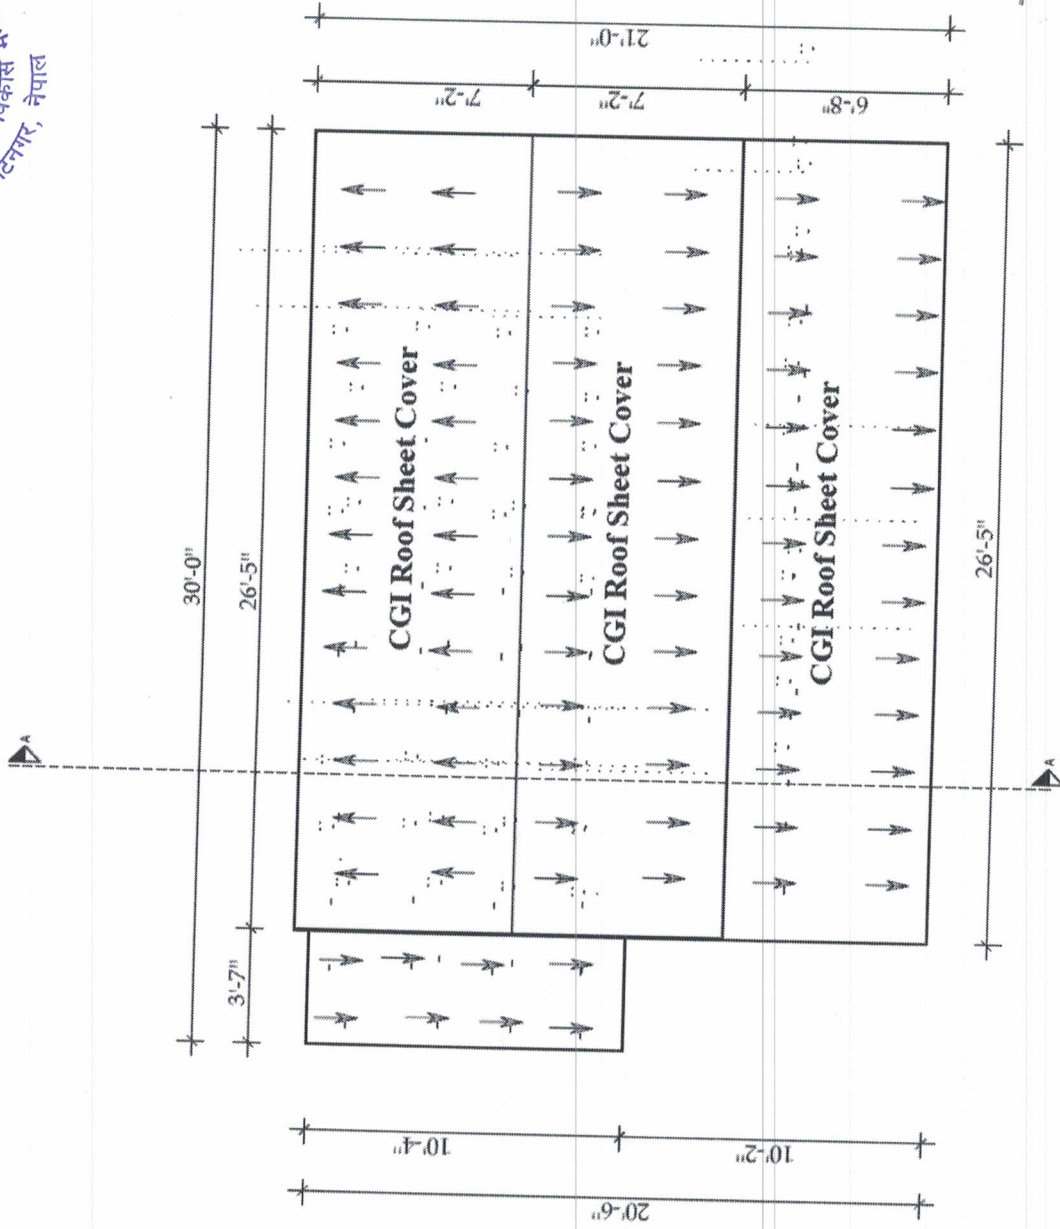 विकास
टनगर, नेपाल
21'-0"
7'-2"
7'-2"
6'-8"
30'-0"
26'-5"
3'-7"
CGI Roof Sheet Cover
CGI Roof Sheet Cover
CGI Roof Sheet Cover
26'-5"
A
A
10'-4"
10'-2"
20'-6"